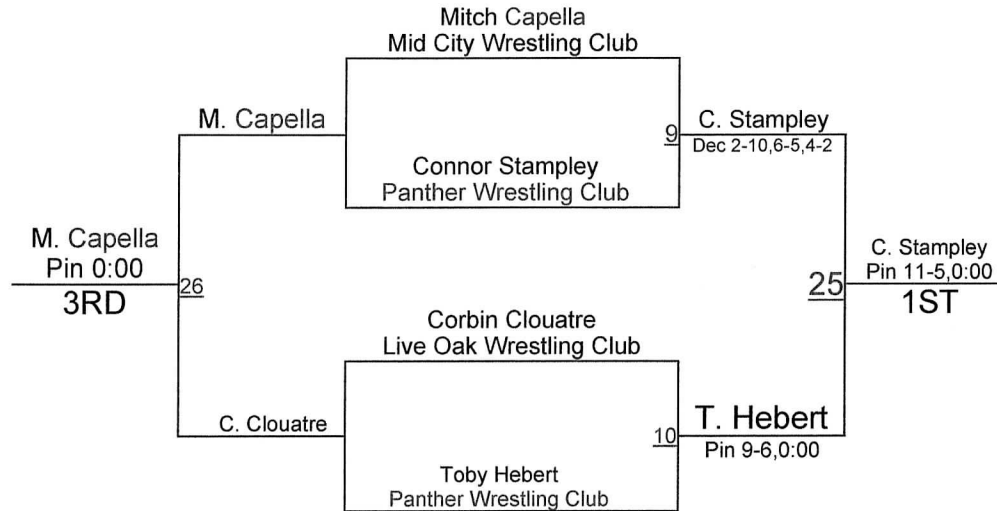 Mitch Capella
Mid City Wrestling Club
M. Capella
9
C. Stampley
Dec 2-10,6-5,4-2
Connor Stampley
Panther Wrestling Club
M. Capella
Pin 0:00
3RD
26
C. Stampley
Pin 11-5,0:00
1ST
25
Corbin Clouatre
Live Oak Wrestling Club
C. Clouatre
10
T. Hebert
Pin 9-6,0:00
Toby Hebert
Panther Wrestling Club